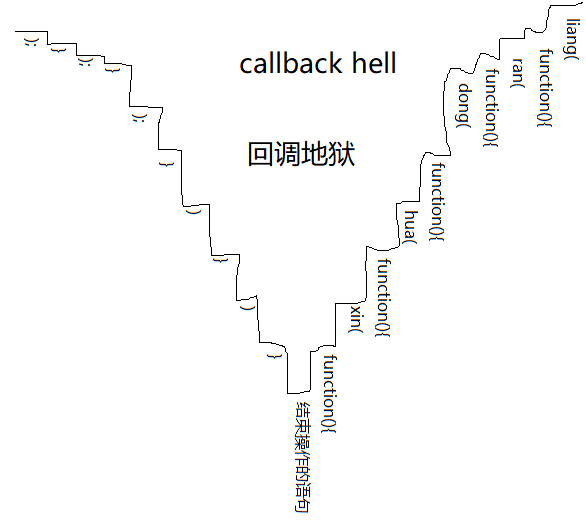 callback hell
回调地狱
liang(
function(){
ran(
function(){
dong(
function(){
hua(
function(){
xin(
function(){
结束操作的语句
}
)
}
)
}
);
}
);
}
);